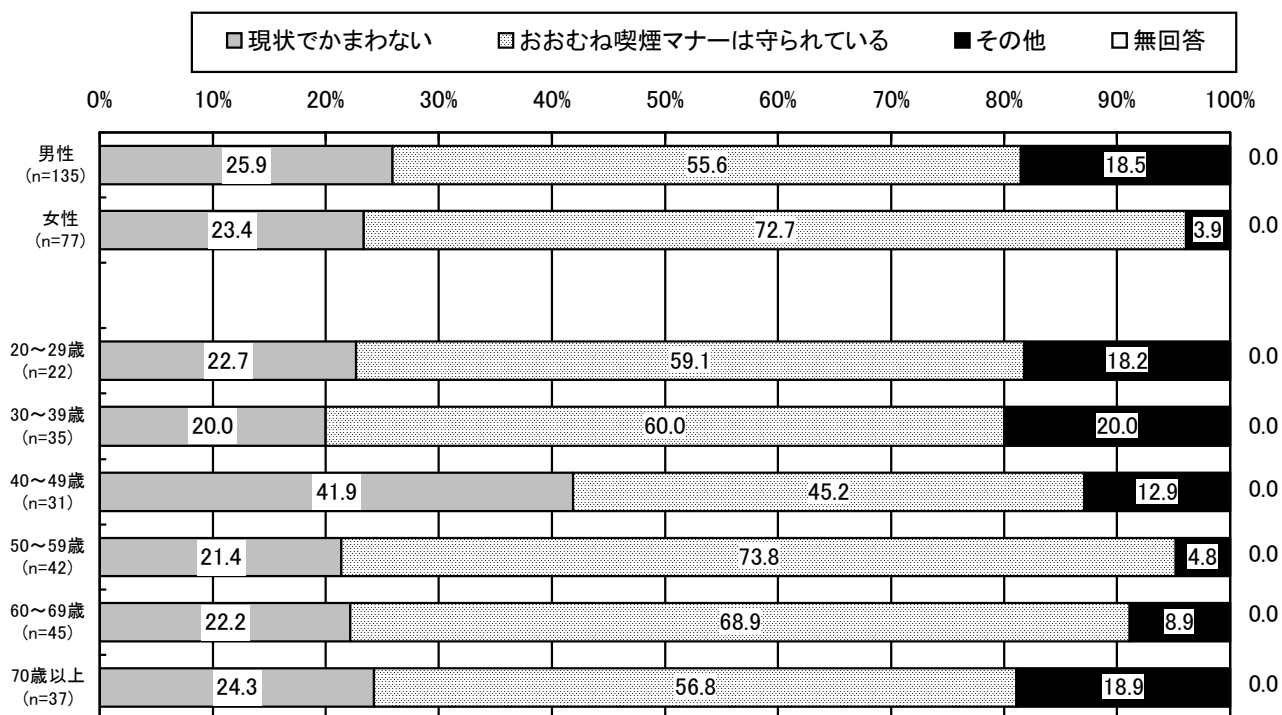 現状でかまわない おおむね喫煙マナーは守られている その他 無回答
0% 10% 20% 30% 40% 50% 60% 70% 80% 90% 100%
男性
(n=135)
25.9 55.6 18.5 0.0
女性
(n=77)
23.4 72.7 3.9 0.0
20～29歳
(n=22)
22.7 59.1 18.2 0.0
30～39歳
(n=35)
20.0 60.0 20.0 0.0
40～49歳
(n=31)
41.9 45.2 12.9 0.0
50～59歳
(n=42)
21.4 73.8 4.8 0.0
60～69歳
(n=45)
22.2 68.9 8.9 0.0
70歳以上
(n=37)
24.3 56.8 18.9 0.0